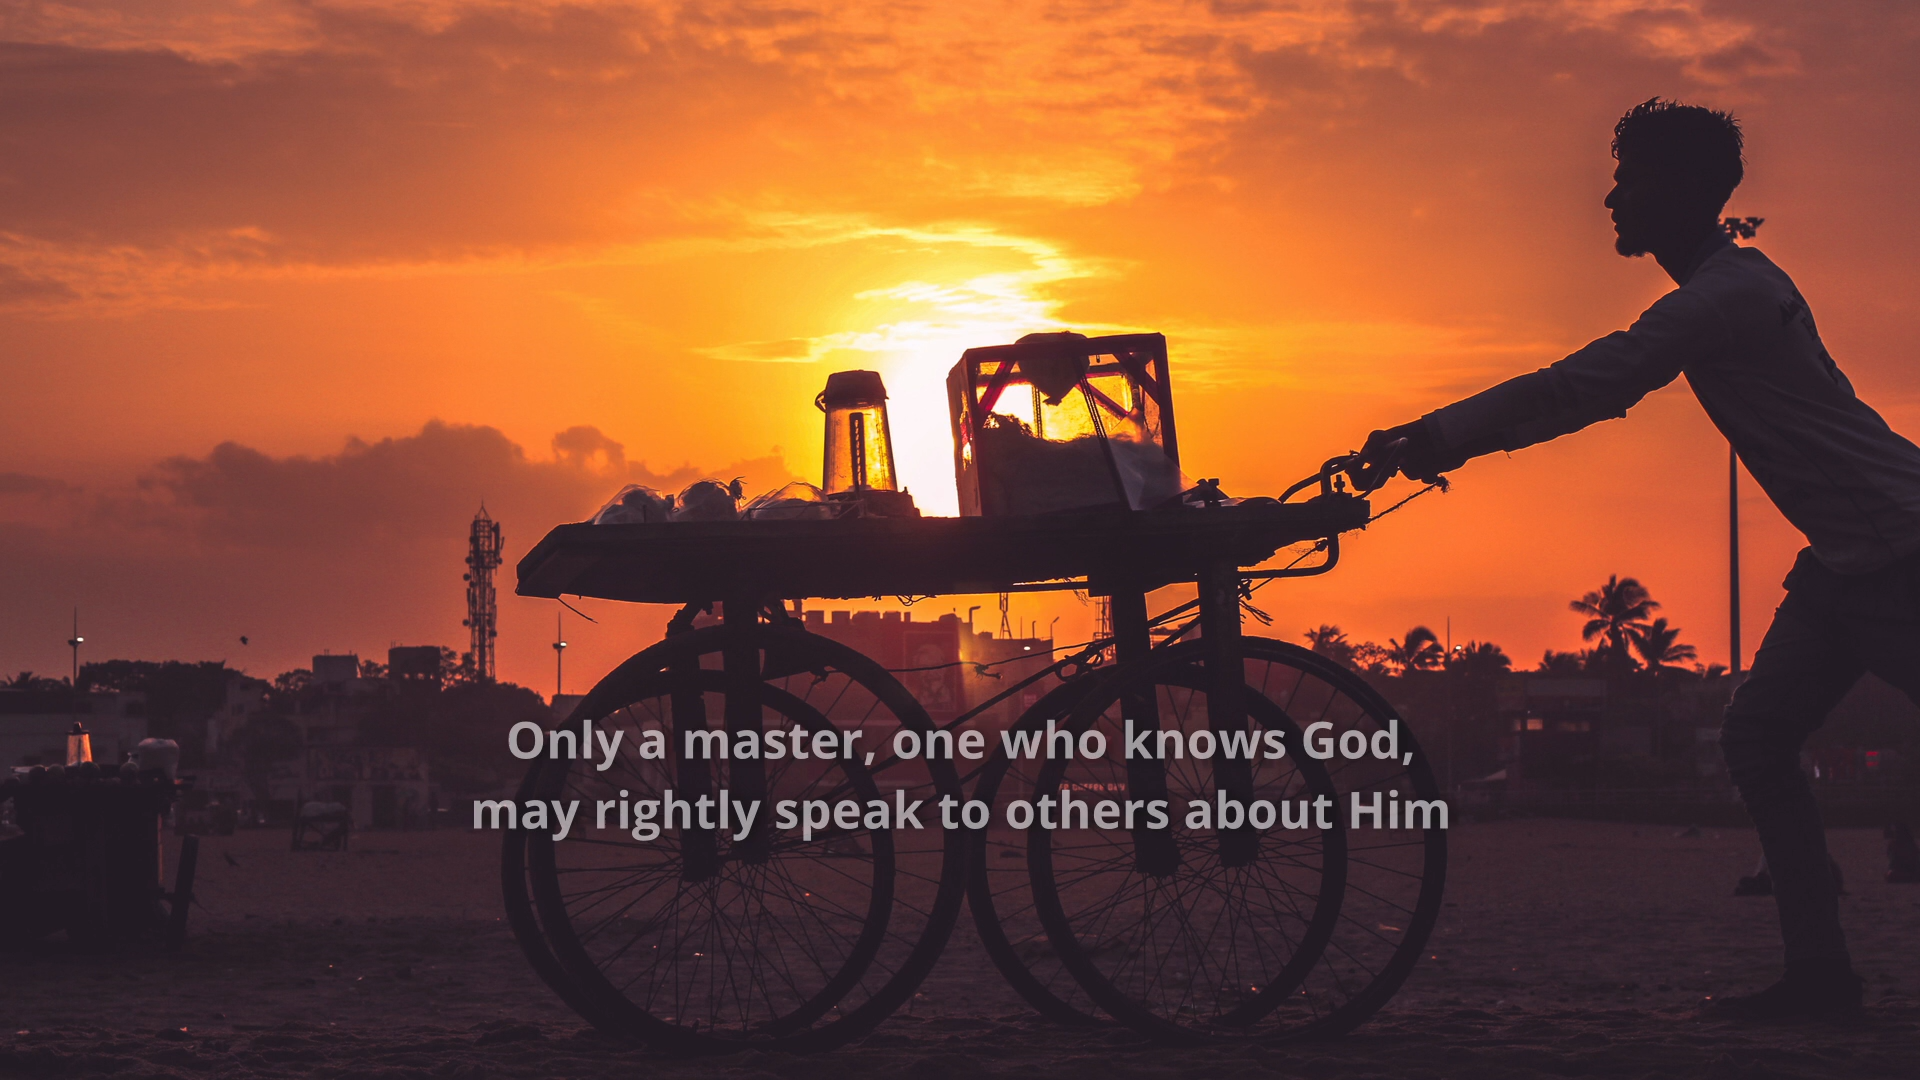 Only a master, one who knows God,
may rightly speak to others about Him